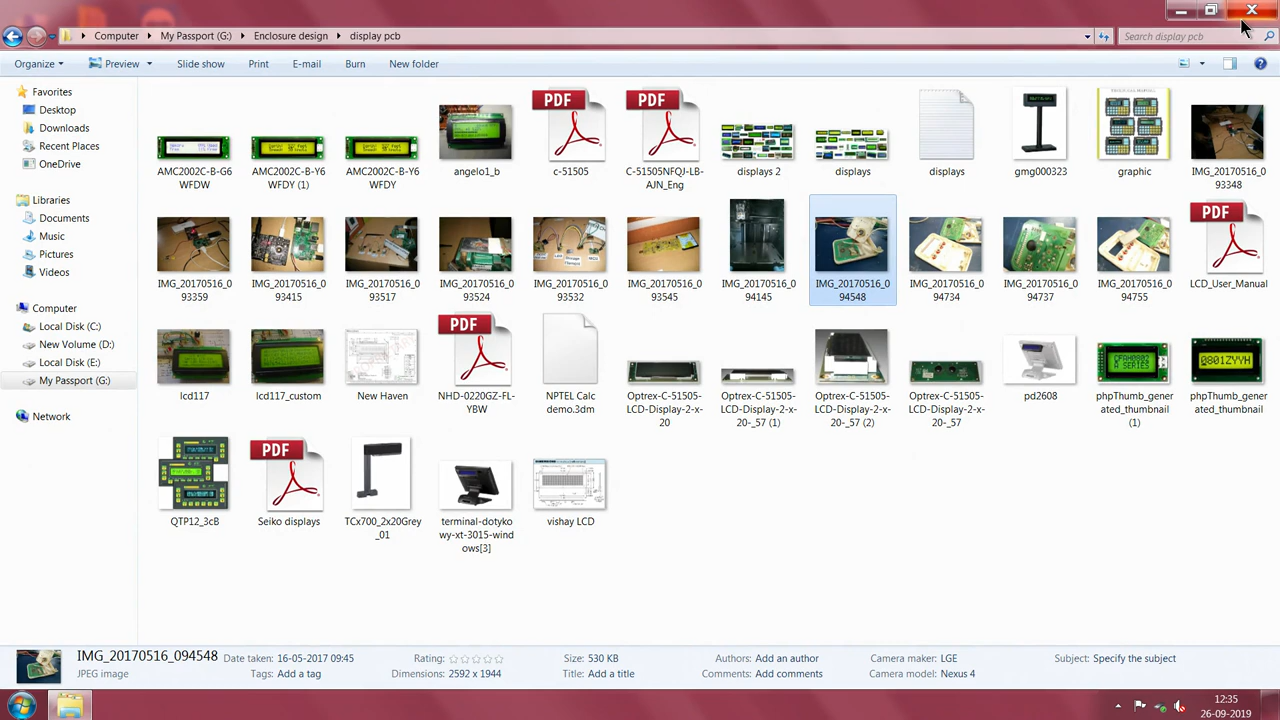 Computer My Passport (G:) Enclosure design display pcb Search display pcb
Organize Preview Slide show Print E-mail Burn New folder
Favorites
Desktop
Downloads
Recent Places
OneDrive
Libraries
Documents
Music
Pictures
Videos
Computer
Local Disk (C:)
New Volume (D:)
Local Disk (E:)
My Passport (G:)
Network
PDF PDF
AMC2002C-B-G6
WFDW
AMC2002C-B-Y6
WFDY (1)
AMC2002C-B-Y6
WFDY
angelo1_b
c-51505
C-51505NFQJ-LB-
AJN_Eng
displays 2
displays
displays
gmg000323
graphic
IMG_20170516_0
93348
PDF
IMG_20170516_0
93359
IMG_20170516_0
93415
IMG_20170516_0
93517
IMG_20170516_0
93524
IMG_20170516_0
93532
IMG_20170516_0
93545
IMG_20170516_0
94145
IMG_20170516_0
94548
IMG_20170516_0
94734
IMG_20170516_0
94737
IMG_20170516_0
94755
LCD_User_Manual
PDF
lcd117
lcd117_custom
New Haven
NHD-0220GZ-FL-
YBW
NPTEL Calc
demo.3dm
Optrex-C-51505-
LCD-Display-2-x-
20
Optrex-C-51505-
LCD-Display-2-x-
20-_57 (1)
Optrex-C-51505-
LCD-Display-2-x-
20-_57 (2)
Optrex-C-51505-
LCD-Display-2-x-
20-_57
pd2608
phpThumb_gener
ated_thumbnail
(1)
phpThumb_gener
ated_thumbnail
PDF
QTP12_3cB
Seiko displays
TCx700_2x20Grey
_01
terminal-dotyko
wy-xt-3015-wind
ows[3]
vishay LCD
IMG_20170516_094548 Date taken: 16-05-2017 09:45 Rating: Size: 530 KB Authors: Add an author Camera maker: LGE Subject: Specify the subject
JPEG image Tags: Add a tag Dimensions: 2592 x 1944 Title: Add a title Comments: Add comments Camera model: Nexus 4
12:35
26-09-2019